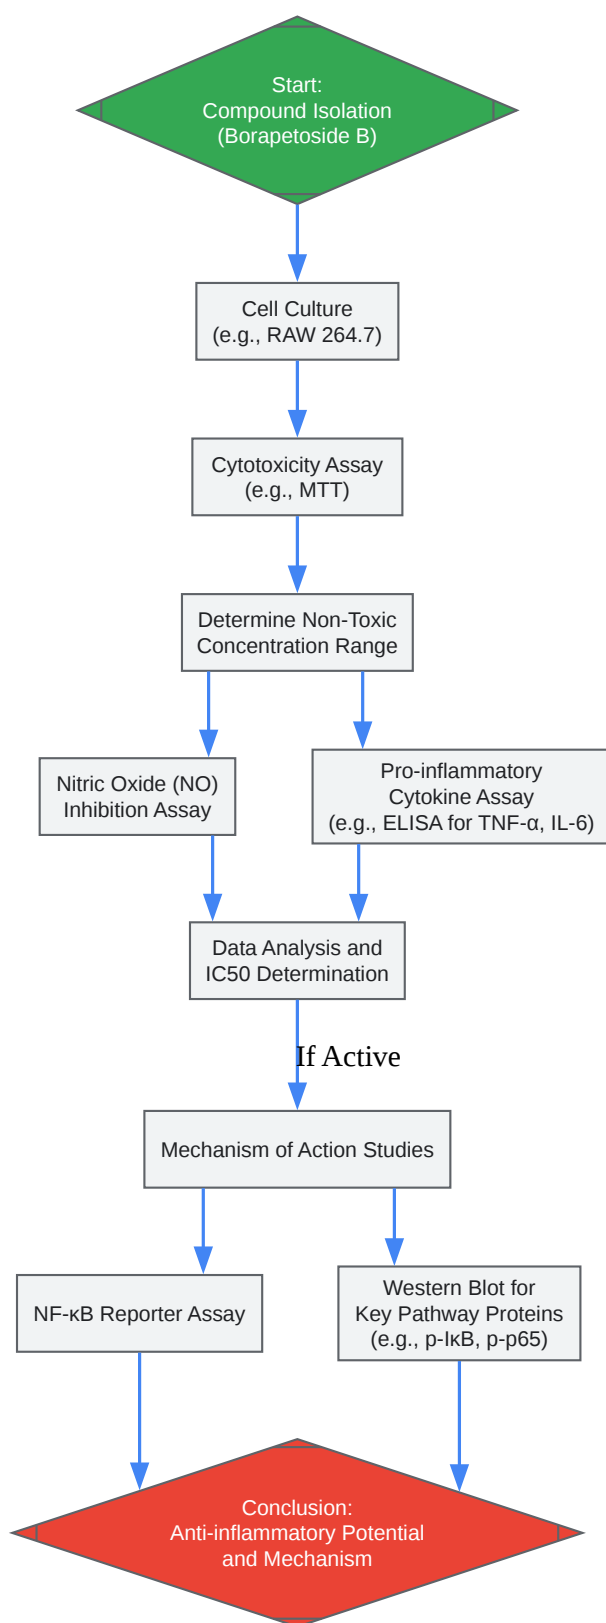 Start:
Compound Isolation
(Borapetoside B)
Cell Culture
(e.g., RAW 264.7)
Cytotoxicity Assay
(e.g., MTT)
Determine Non-Toxic
Concentration Range
Nitric Oxide (NO)
Inhibition Assay
Pro-inflammatory
Cytokine Assay
(e.g., ELISA for TNF-α, IL-6)
Data Analysis and
IC50 Determination
If Active
Mechanism of Action Studies
NF-κB Reporter Assay
Western Blot for
Key Pathway Proteins
(e.g., p-IκB, p-p65)
Conclusion:
Anti-inflammatory Potential
and Mechanism